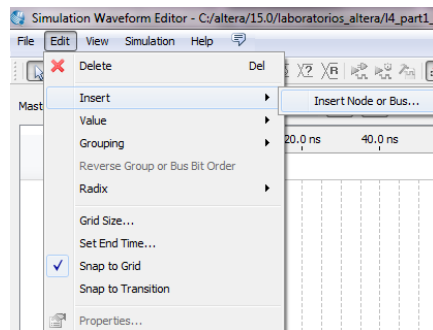 Simulation Waveform Editor - C:/altera/15.0/laboratorios_altera/l4_part1_
File Edit View Simulation Help
Delete Del
Mast
Insert
Insert Node or Bus...
Value
Grouping
20.0 ns 40.0 ns
Reverse Group or Bus Bit Order
Radix
Grid Size...
Set End Time...
Snap to Grid
Snap to Transition
Properties...